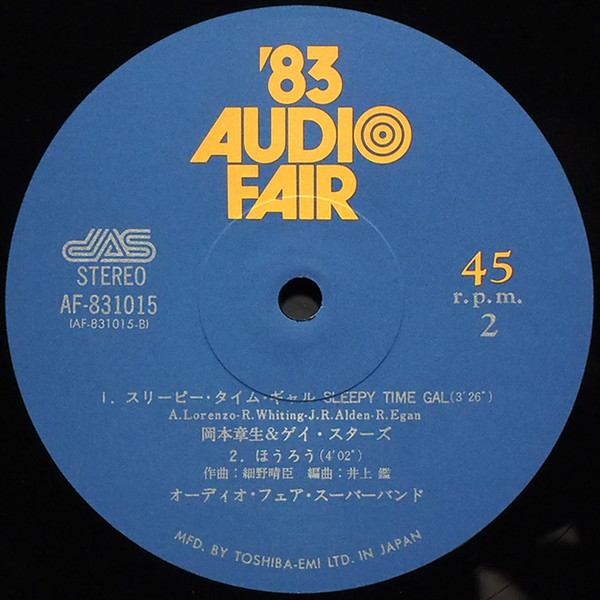 '83
AUDIO
FAIR
JAS
STEREO
AF-831015
(AF-831015-B)
45
r.p.m.
2
1. スリーピー・タイム・ギャル SLEEPY TIME GAL(3'26")
A.Lorenzo-R.Whiting-J.R.Alden-R.Egan
岡本章生&ゲイ・スターズ
2. ほうろう(4'02")
作曲:細野晴臣 編曲:井上 鑑
オーディオ・フェア・スーパーバンド
MFD. BY TOSHIBA-EMI LTD. IN JAPAN